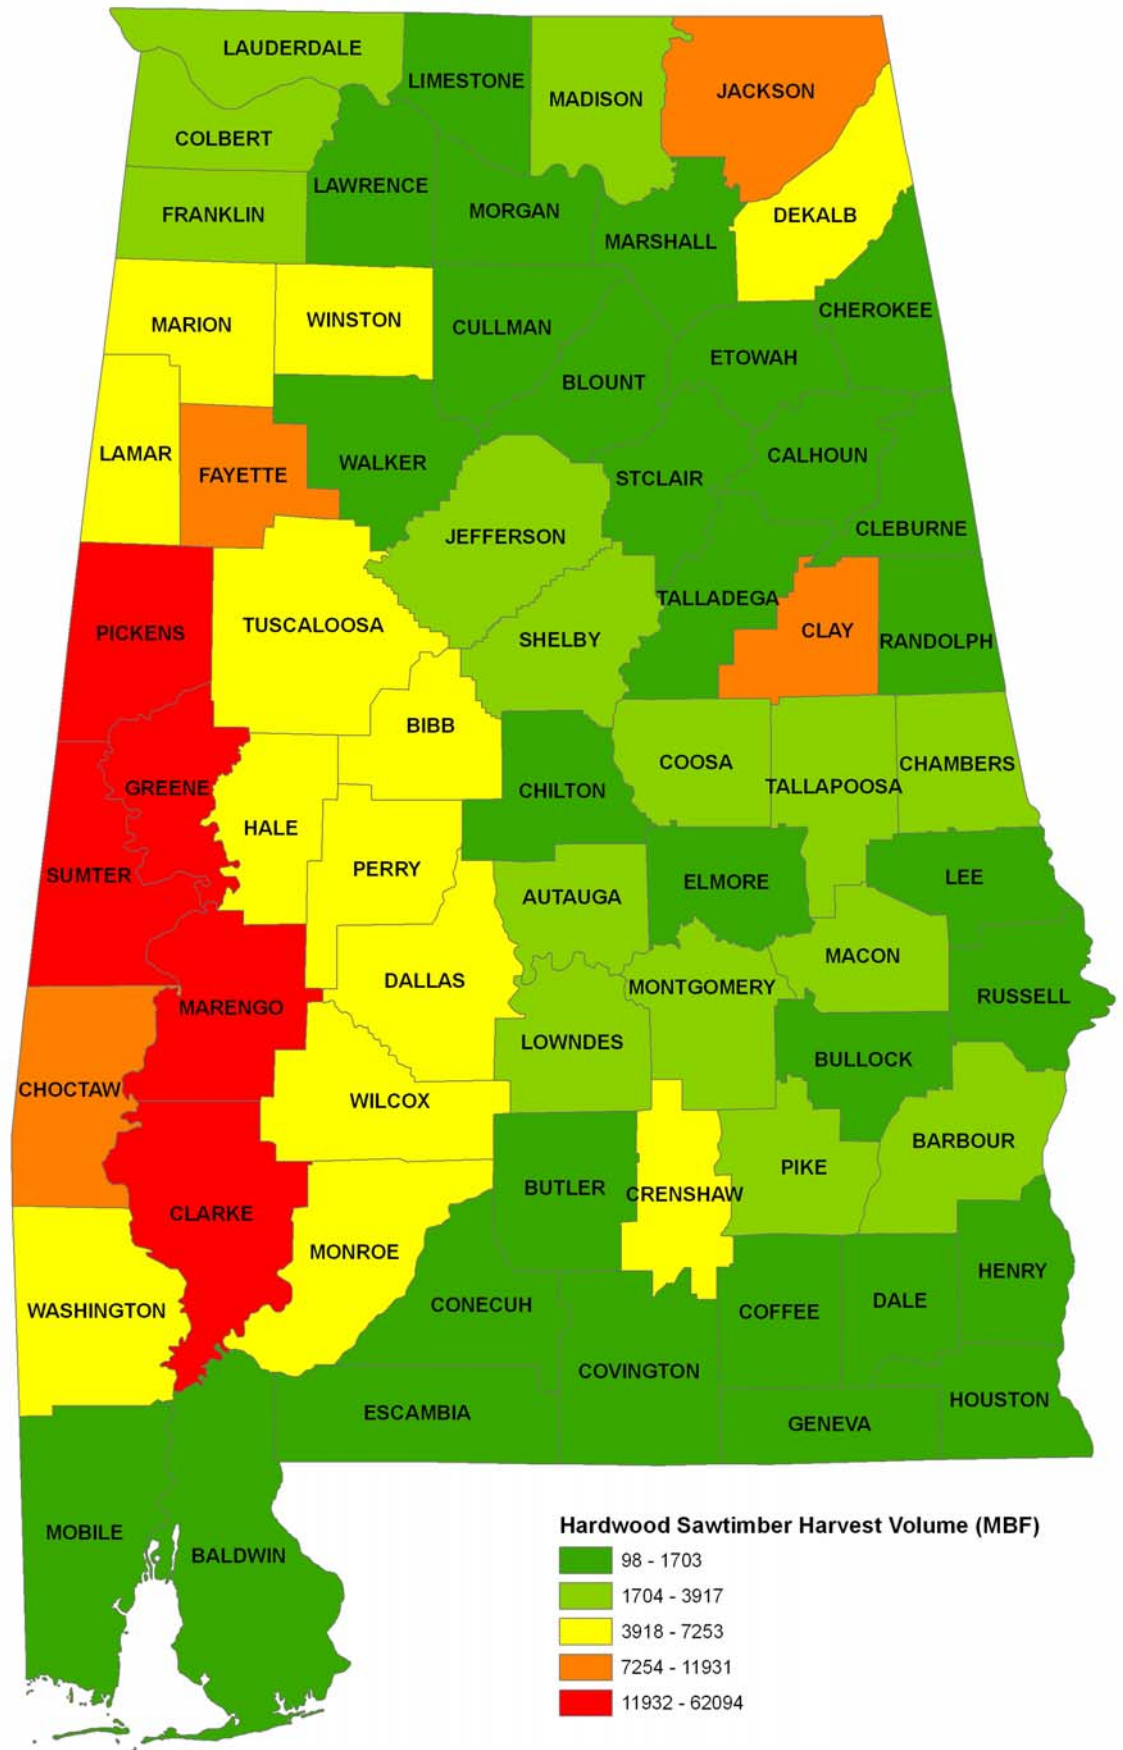 LAUDERDALE
LIMESTONE
MADISON
JACKSON
COLBERT
LAWRENCE
FRANKLIN
MORGAN
DEKALB
MARSHALL
CHEROKEE
MARION
WINSTON
CULLMAN
ETOWAH
BLOUNT
LAMAR
FAYETTE
WALKER
STCLAIR
CALHOUN
JEFFERSON
CLEBURNE
PICKENS
TUSCALOOSA
SHELBY
TALLADEGA
CLAY
RANDOLPH
BIBB
COOSA
CHAMBERS
GREENE
CHILTON
TALLAPOOSA
HALE
SUMTER
PERRY
AUTAUGA
ELMORE
LEE
MACON
DALLAS
MONTGOMERY
RUSSELL
MARENGO
LOWNDES
BULLOCK
CHOCTAW
WILCOX
BARBOUR
PIKE
BUTLER
CRENSHAW
CLARKE
MONROE
HENRY
WASHINGTON
CONECUH
COFFEE
DALE
COVINGTON
HOUSTON
ESCAMBIA
GENEVA
MOBILE
BALDWIN
Hardwood Sawtimber Harvest Volume (MBF)
98 - 1703
1704 - 3917
3918 - 7253
7254 - 11931
11932 - 62094